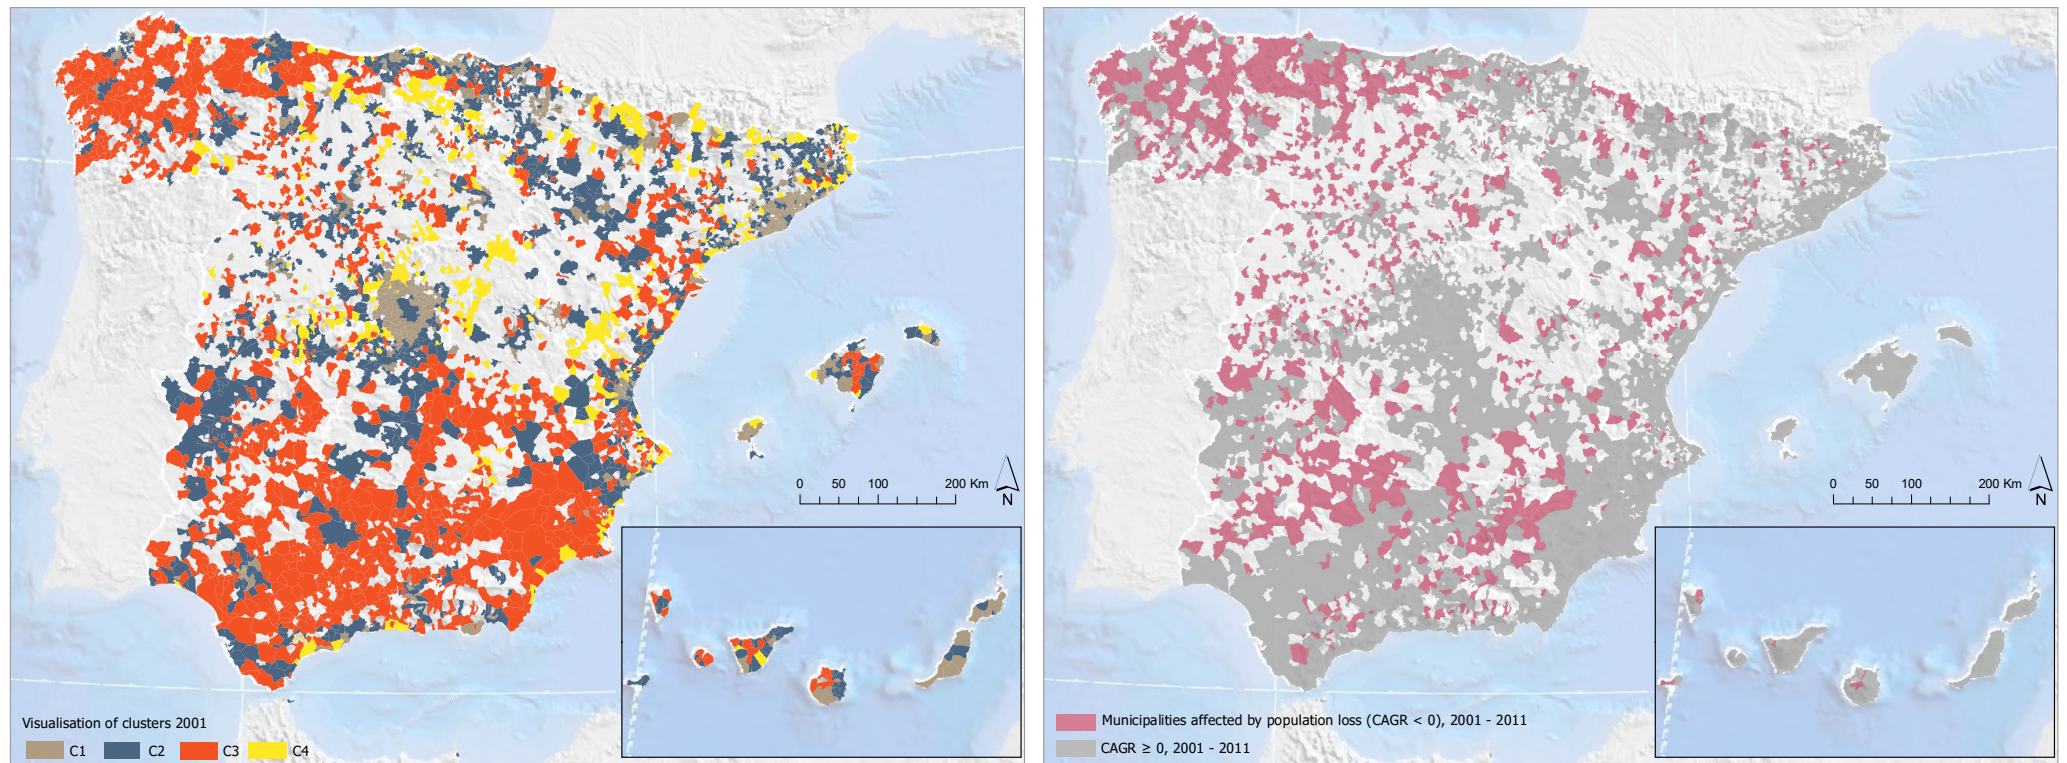 0 50 100 200 Km
N
Visualisation of clusters 2001
C1 C2 C3 C4
0 50 100 200 Km
N
Municipalities affected by population loss (CAGR < 0), 2001 - 2011
CAGR ≥ 0, 2001 - 2011